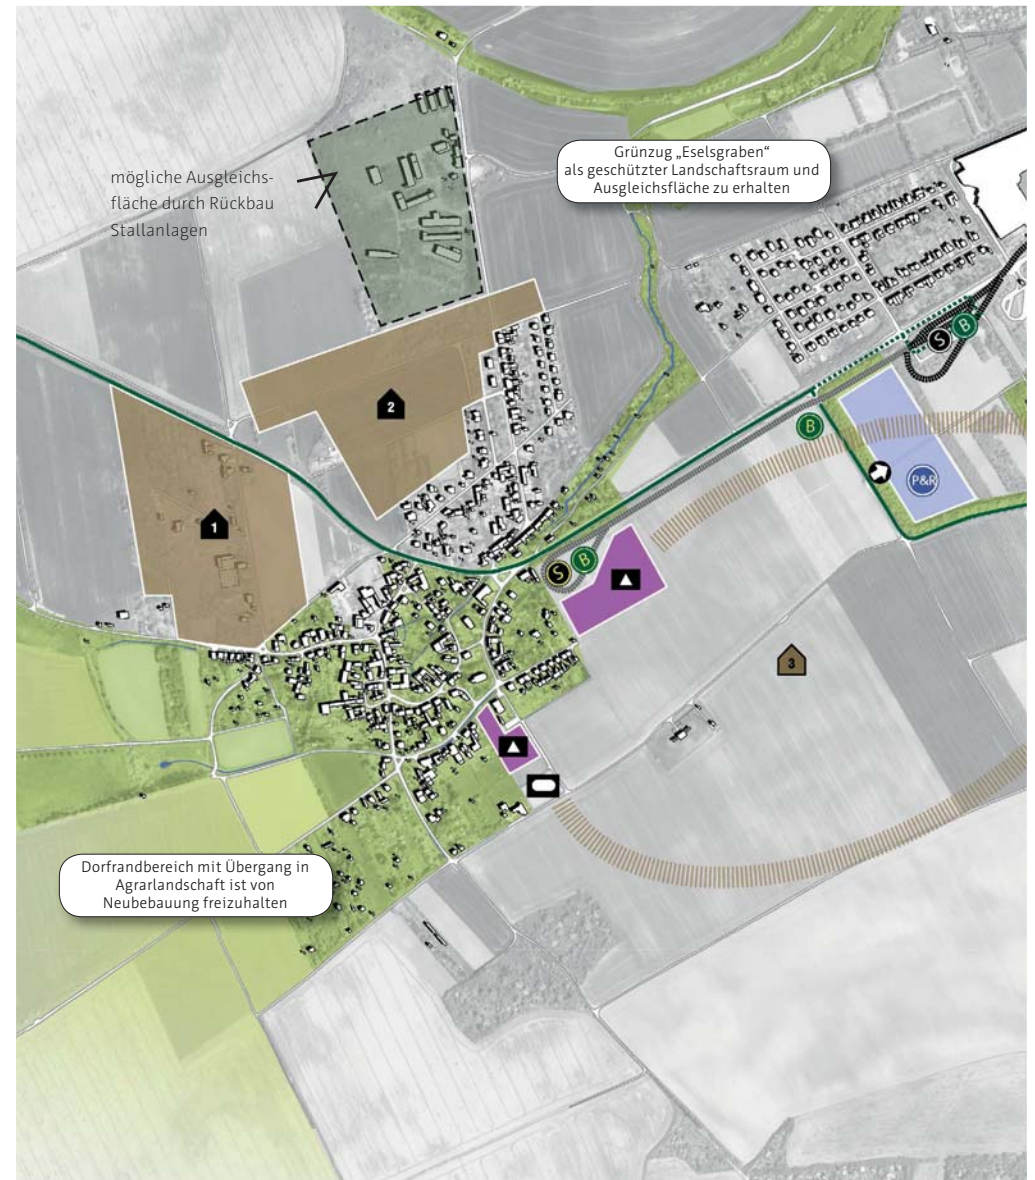 Grünzug „Eselsgraben“
als geschützter Landschaftsraum und
Ausgleichsfläche zu erhalten
mögliche Ausgleichs-
fläche durch Rückbau
Stallanlagen
S
B
2
B
P&R
1
S
B
3
Dorfrandbereich mit Übergang in
Agrarlandschaft ist von
Neubebauung freizuhalten